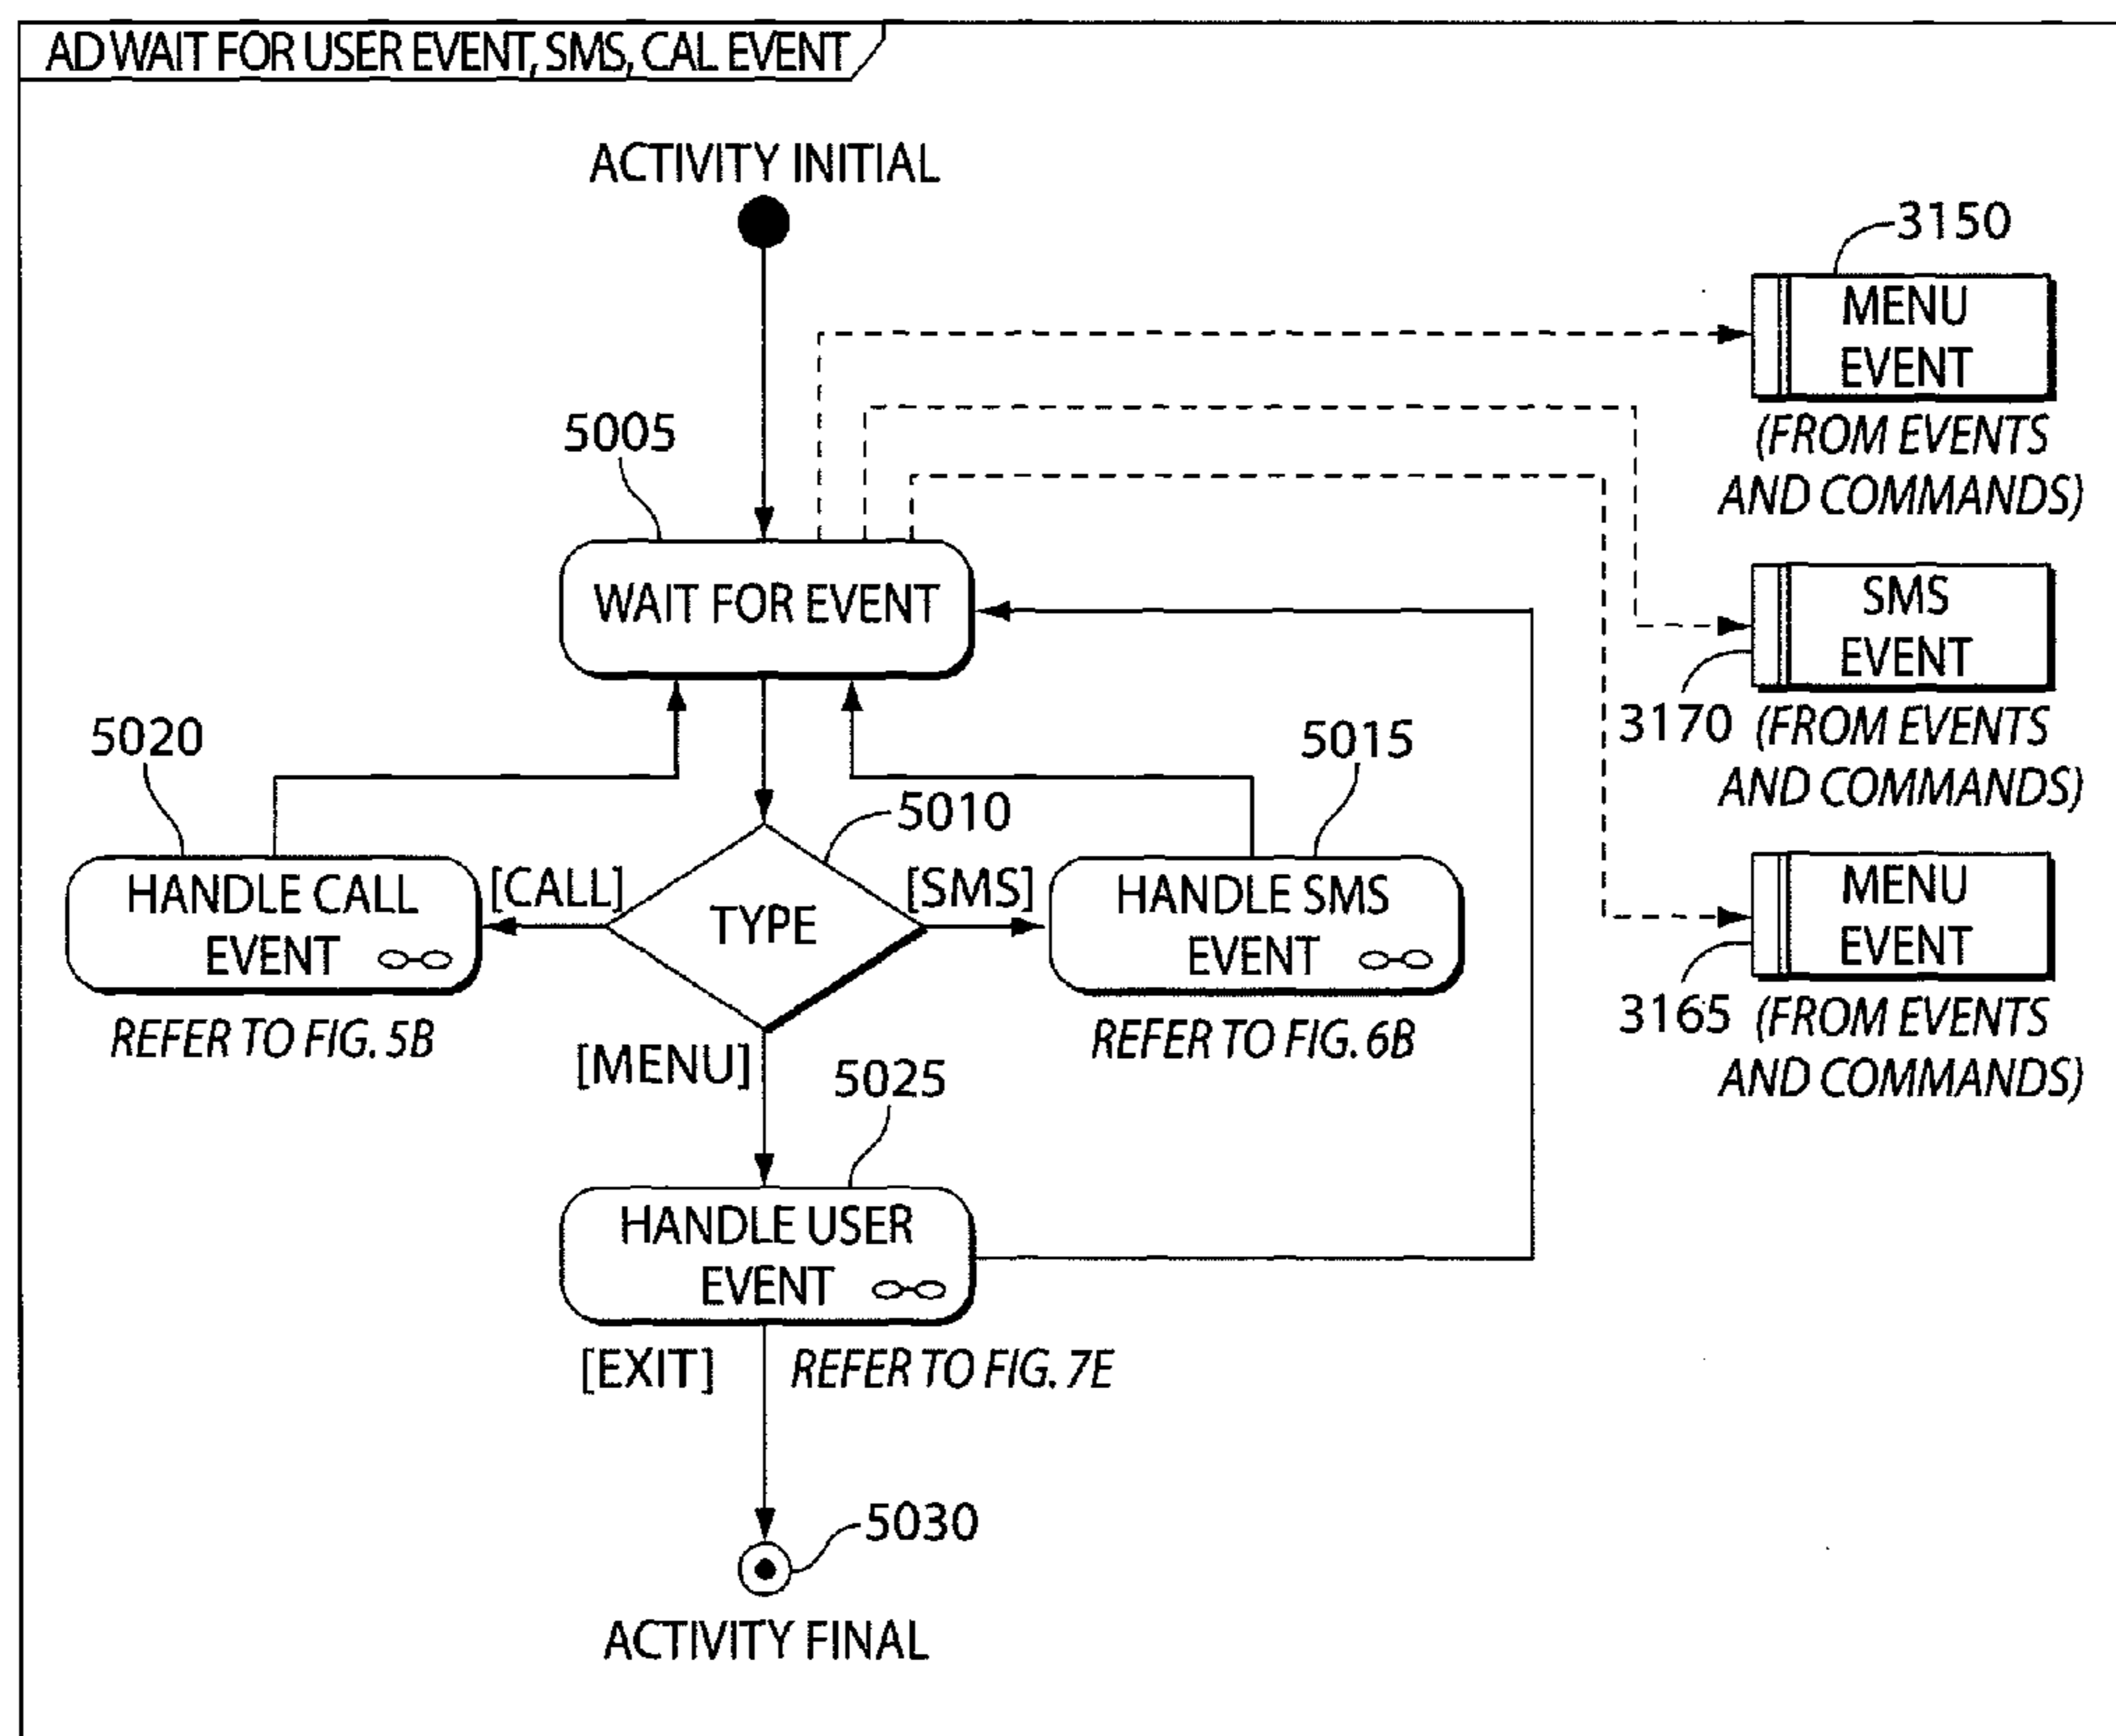 AD WAIT FOR USER EVENT, SMS, CAL EVENT
ACTIVITY INITIAL
3150
MENU
EVENT
(FROM EVENTS
AND COMMANDS)
5005
WAIT FOR EVENT
SMS
EVENT
3170
(FROM EVENTS
AND COMMANDS)
5020
5015
5010
HANDLE CALL
EVENT
REFER TO FIG. 5B
[CALL]
TYPE
[SMS]
HANDLE SMS
EVENT
REFER TO FIG. 6B
MENU
EVENT
3165
(FROM EVENTS
AND COMMANDS)
[MENU]
5025
HANDLE USER
EVENT
[EXIT]
REFER TO FIG. 7E
5030
ACTIVITY FINAL